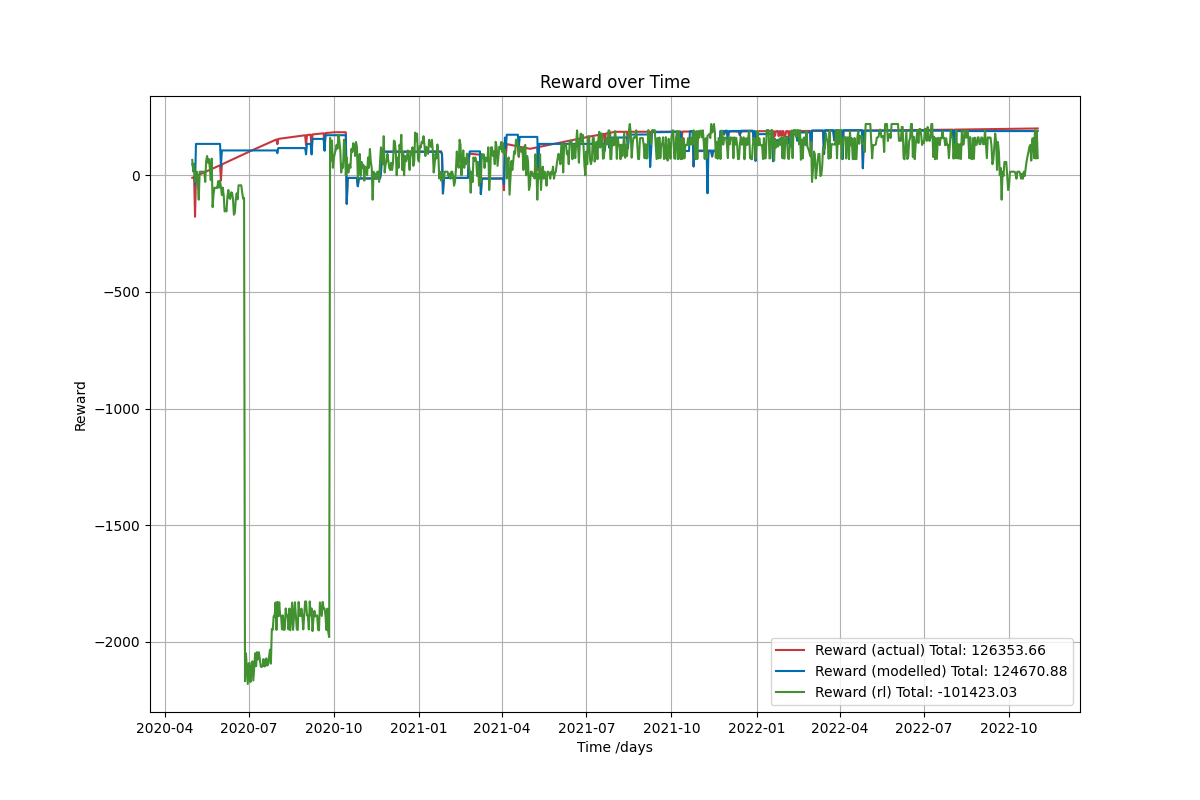 Reward over Time
Reward
0
−500
−1000
−1500
−2000
Reward (actual) Total: 126353.66
Reward (modelled) Total: 124670.88
Reward (rl) Total: -101423.03
2020-04 2020-07 2020-10 2021-01 2021-04 2021-07 2021-10 2022-01 2022-04 2022-07 2022-10
Time /days